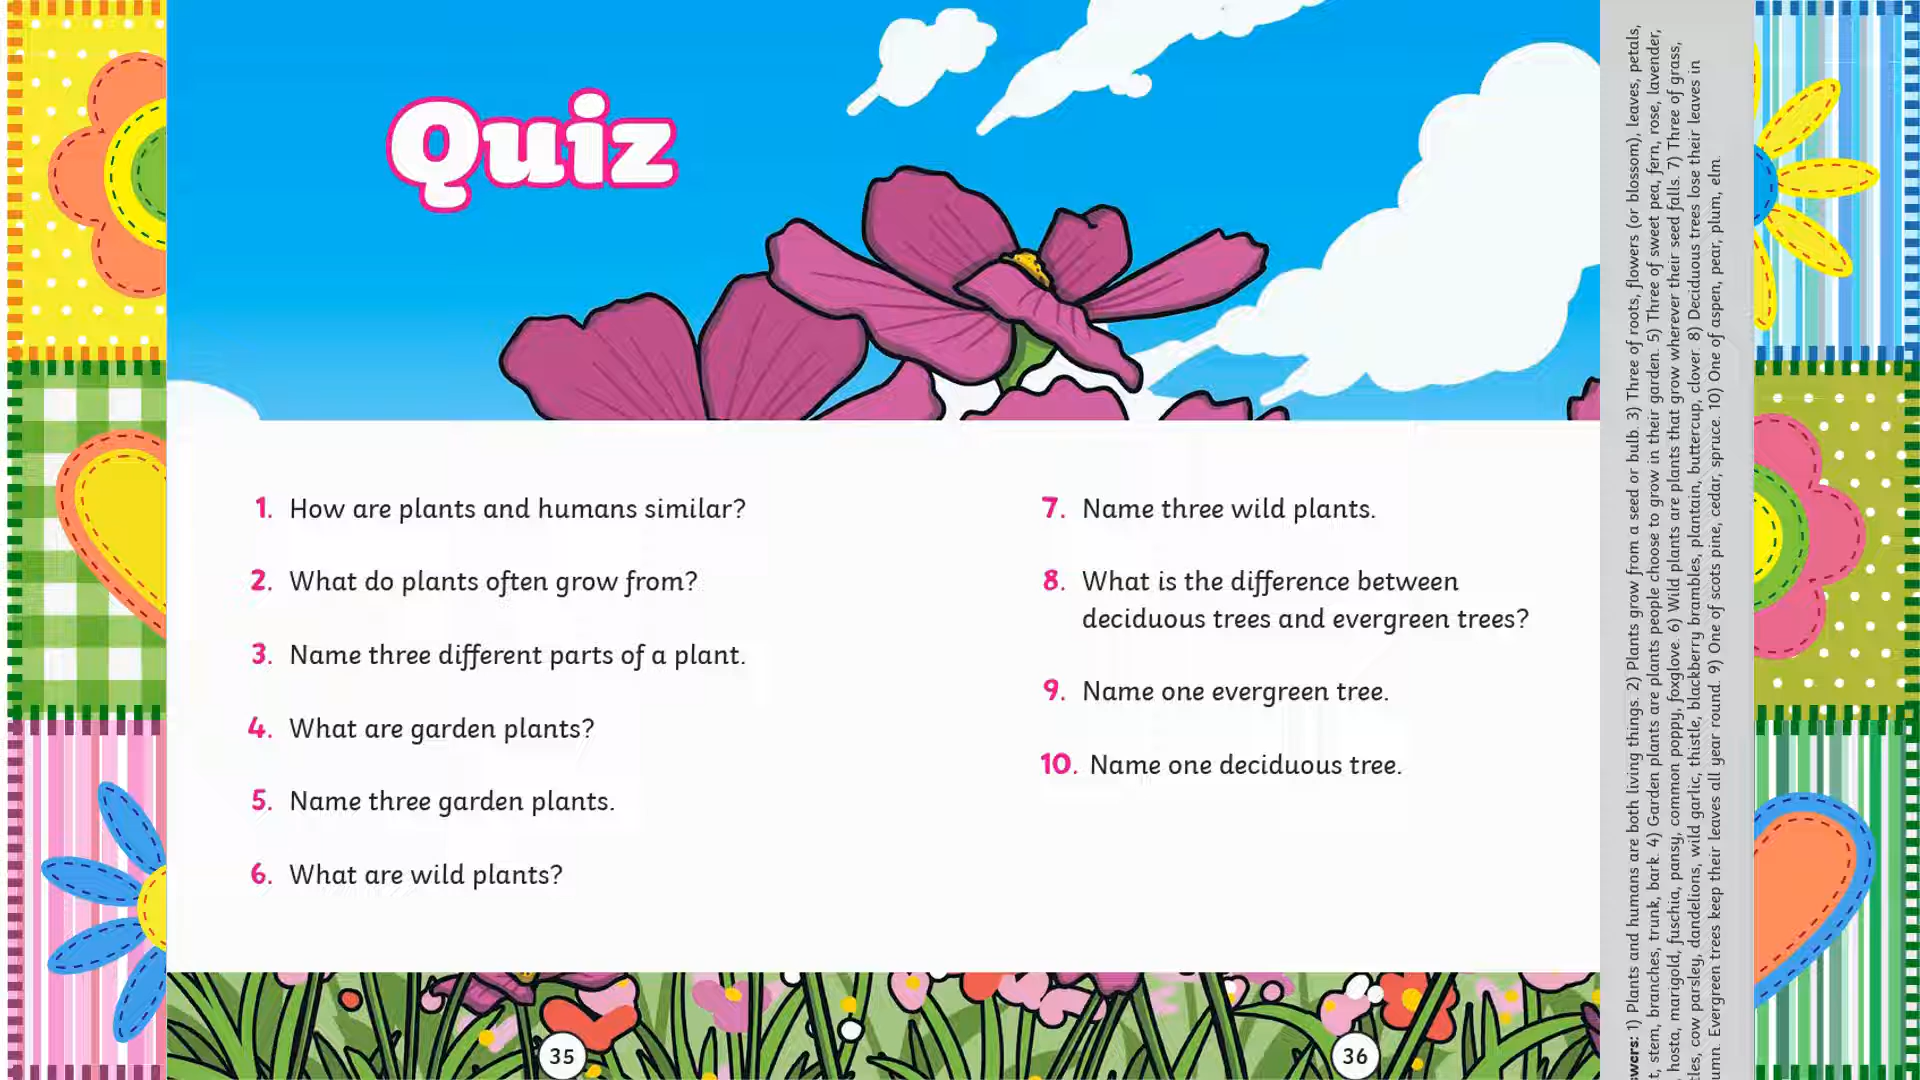 Quiz
1. How are plants and humans similar?
2. What do plants often grow from?
3. Name three different parts of a plant.
4. What are garden plants?
5. Name three garden plants.
6. What are wild plants?
7. Name three wild plants.
8. What is the difference between
deciduous trees and evergreen trees?
9. Name one evergreen tree.
10. Name one deciduous tree.
35
36
1) Plants and humans are both living things. 2) Plants grow from a seed or bulb. 3) Three of roots, flowers (or blossom), leaves, petals,
stem, branches, trunk, bark. 4) Garden plants are plants people choose to grow in their garden. 5) Three of sweet pea, fern, rose, lavender,
hosta, marigold, fuschia, pansy, common poppy, foxglove. 6) Wild plants are plants that grow wherever their seed falls. 7) Three of grass,
cow parsley, dandelions, wild garlic, thistle, blackberry brambles, plantain, buttercup, clover. 8) Deciduous trees lose their leaves in
Evergreen trees keep their leaves all year round. 9) One of scots pine, cedar, spruce. 10) One of aspen, pear, plum, elm.